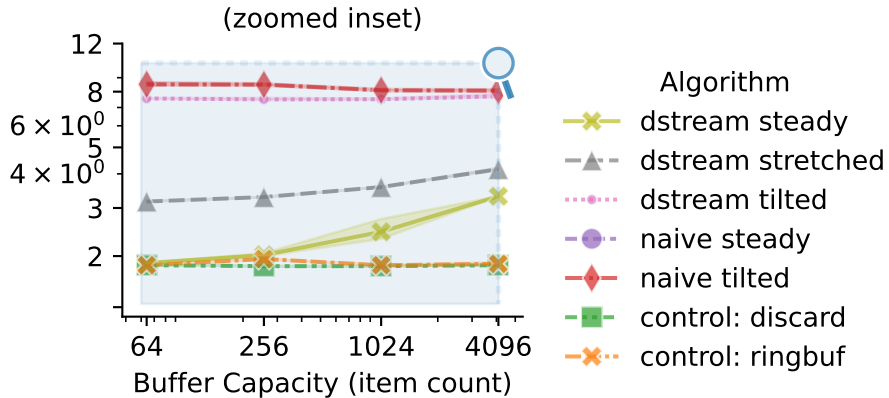 (zoomed inset)
12
8
6 × 10⁰
5
4 × 10⁰
3
2
64 256 1024 4096
Buffer Capacity (item count)
Algorithm
dstream steady
dstream stretched
dstream tilted
naive steady
naive tilted
control: discard
control: ringbuf